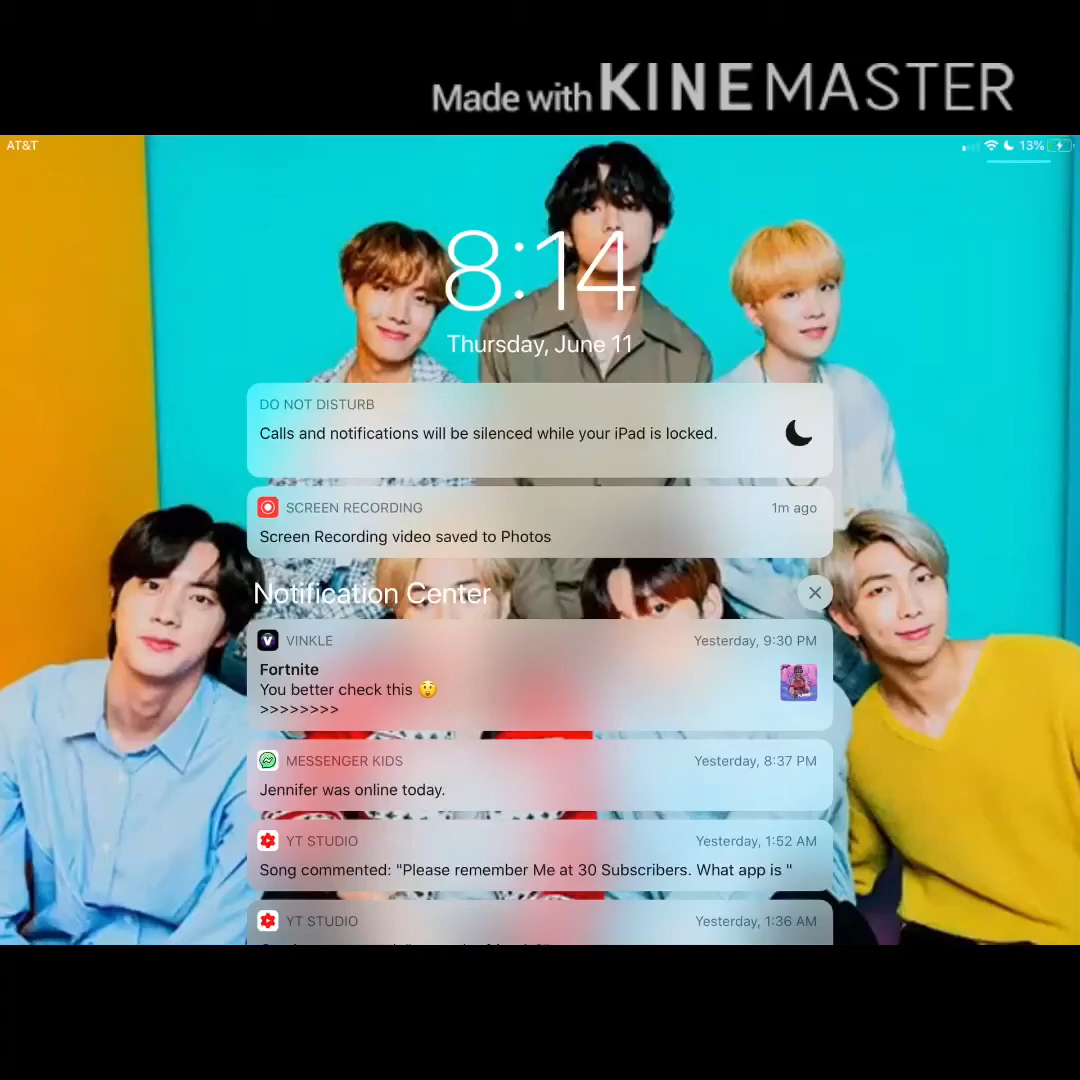 Made with KINEMASTER
AT&T
13%
8:14
Thursday, June 11
DO NOT DISTURB
Calls and notifications will be silenced while your iPad is locked.
SCREEN RECORDING 1m ago
Screen Recording video saved to Photos
Notification Center
VINKLE Yesterday, 9:30 PM
Fortnite
You better check this 😲
>>>>>>>>
MESSENGER KIDS Yesterday, 8:37 PM
Jennifer was online today.
YT STUDIO Yesterday, 1:52 AM
Song commented: "Please remember Me at 30 Subscribers. What app is "
YT STUDIO Yesterday, 1:36 AM